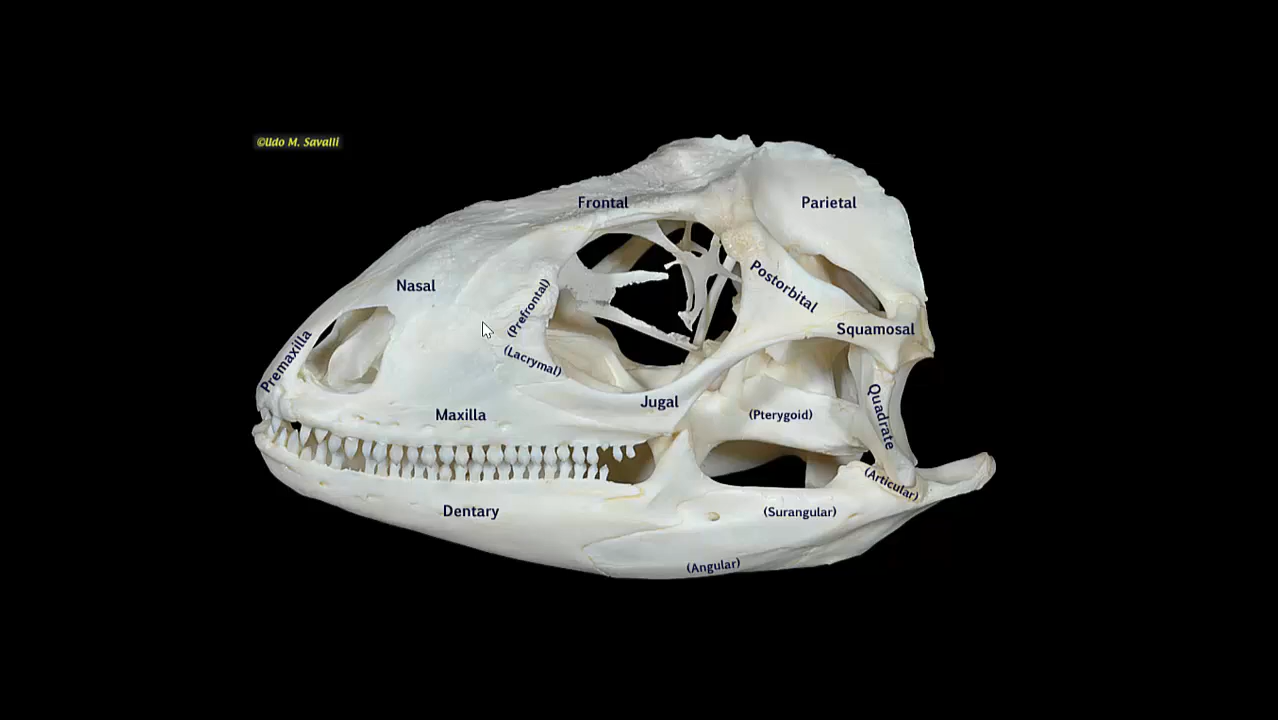 ©Udo M. Savalli
Frontal
Parietal
Nasal
Postorbital
(Prefrontal)
Squamosal
Premaxilla
(Lacrymal)
Jugal
Maxilla
(Pterygoid)
Quadrate
(Articular)
Dentary
(Surangular)
(Angular)